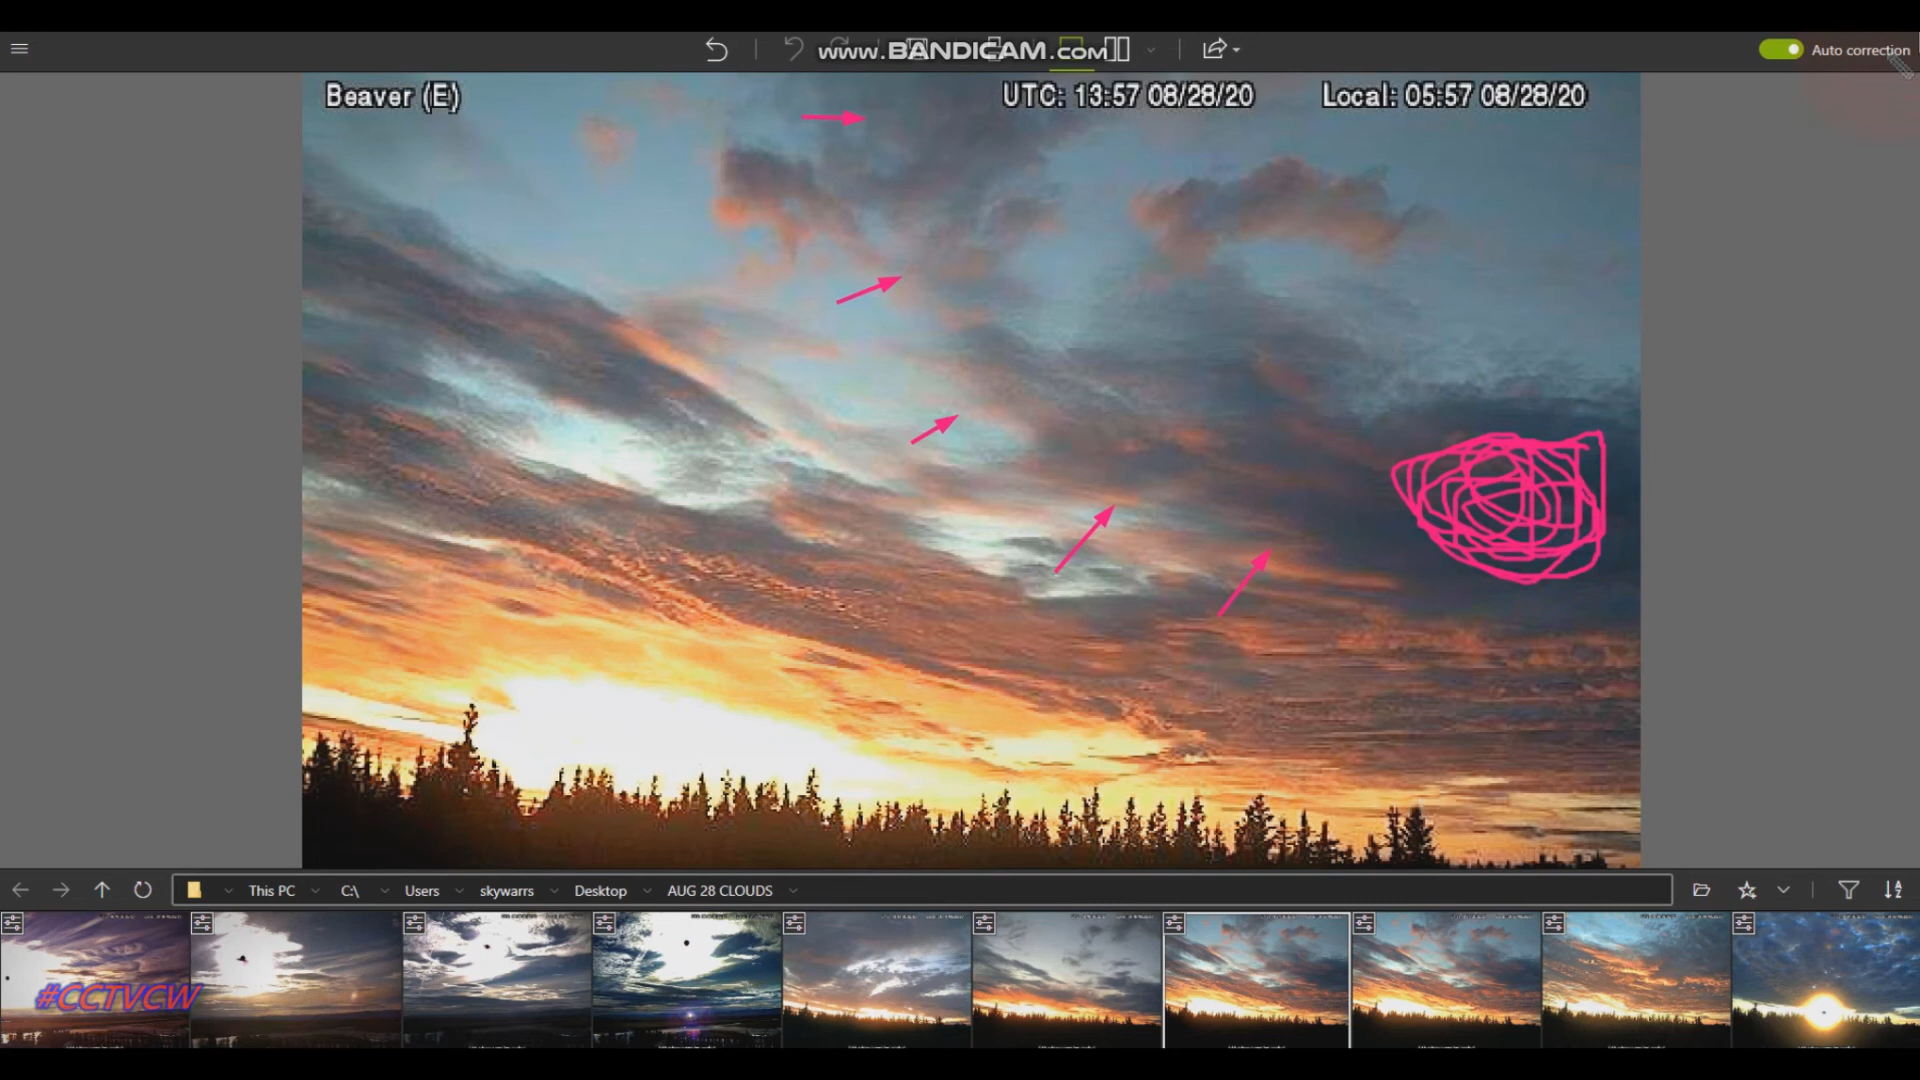 www.BANDICAM.com
Auto correction
Beaver (E)
UTC: 13:57 08/28/20
Local: 05:57 08/28/20
This PC
C:\
Users
skywarrs
Desktop
AUG 28 CLOUDS
#CCTVCW